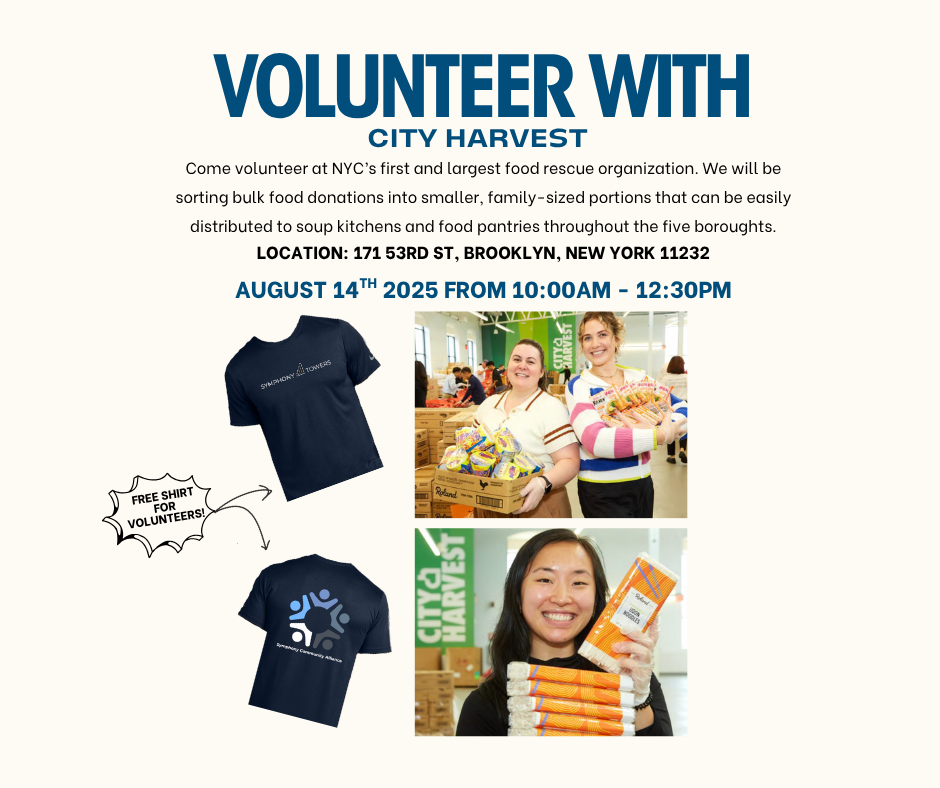 VOLUNTEER WITH
CITY HARVEST
Come volunteer at NYC's first and largest food rescue organization. We will be
sorting bulk food donations into smaller, family-sized portions that can be easily
distributed to soup kitchens and food pantries throughout the five boroughts.
LOCATION: 171 53RD ST, BROOKLYN, NEW YORK 11232
AUGUST 14TH 2025 FROM 10:00AM - 12:30PM
SYMPHONY TOWERS
CITY
HARVEST
Roland
FREE SHIRT
FOR
VOLUNTEERS!
Symphony Community Alliance
CITY
HARVEST
Roland
UDON
NOODLES